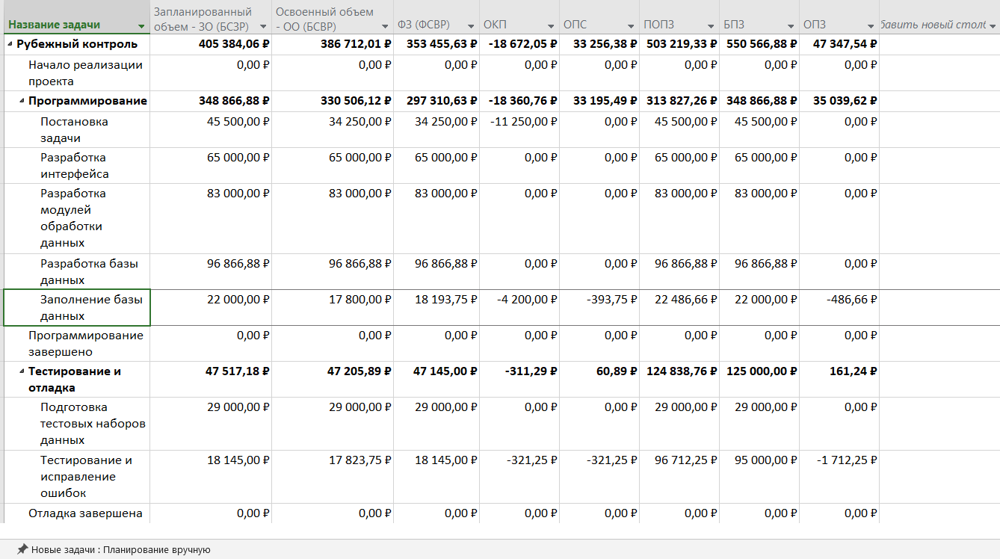 Название задачи Запланированный объем - ЗО (БСЗР) Освоенный объем - ОО (БСВР) ФЗ (ФСВР) ОКП ОПС ПОПЗ БПЗ ОПЗ бавить новый столб
Рубежный контроль 405 384,06 ₽ 386 712,01 ₽ 353 455,63 ₽ -18 672,05 ₽ 33 256,38 ₽ 503 219,33 ₽ 550 566,88 ₽ 47 347,54 ₽
Начало реализации 0,00 ₽ 0,00 ₽ 0,00 ₽ 0,00 ₽ 0,00 ₽ 0,00 ₽ 0,00 ₽ 0,00 ₽
проекта
Программирование 348 866,88 ₽ 330 506,12 ₽ 297 310,63 ₽ -18 360,76 ₽ 33 195,49 ₽ 313 827,26 ₽ 348 866,88 ₽ 35 039,62 ₽
Постановка 45 500,00 ₽ 34 250,00 ₽ 34 250,00 ₽ -11 250,00 ₽ 0,00 ₽ 45 500,00 ₽ 45 500,00 ₽ 0,00 ₽
задачи
Разработка 65 000,00 ₽ 65 000,00 ₽ 65 000,00 ₽ 0,00 ₽ 0,00 ₽ 65 000,00 ₽ 65 000,00 ₽ 0,00 ₽
интерфейса
Разработка 83 000,00 ₽ 83 000,00 ₽ 83 000,00 ₽ 0,00 ₽ 0,00 ₽ 83 000,00 ₽ 83 000,00 ₽ 0,00 ₽
модулей
обработки
данных
Разработка базы 96 866,88 ₽ 96 866,88 ₽ 96 866,88 ₽ 0,00 ₽ 0,00 ₽ 96 866,88 ₽ 96 866,88 ₽ 0,00 ₽
данных
Заполнение базы 22 000,00 ₽ 17 800,00 ₽ 18 193,75 ₽ -4 200,00 ₽ -393,75 ₽ 22 486,66 ₽ 22 000,00 ₽ -486,66 ₽
данных
Программирование 0,00 ₽ 0,00 ₽ 0,00 ₽ 0,00 ₽ 0,00 ₽ 0,00 ₽ 0,00 ₽ 0,00 ₽
завершено
Тестирование и 47 517,18 ₽ 47 205,89 ₽ 47 145,00 ₽ -311,29 ₽ 60,89 ₽ 124 838,76 ₽ 125 000,00 ₽ 161,24 ₽
отладка
Подготовка 29 000,00 ₽ 29 000,00 ₽ 29 000,00 ₽ 0,00 ₽ 0,00 ₽ 29 000,00 ₽ 29 000,00 ₽ 0,00 ₽
тестовых наборов
данных
Тестирование и 18 145,00 ₽ 17 823,75 ₽ 18 145,00 ₽ -321,25 ₽ -321,25 ₽ 96 712,25 ₽ 95 000,00 ₽ -1 712,25 ₽
исправление
ошибок
Отладка завершена 0,00 ₽ 0,00 ₽ 0,00 ₽ 0,00 ₽ 0,00 ₽ 0,00 ₽ 0,00 ₽ 0,00 ₽
Новые задачи : Планирование вручную